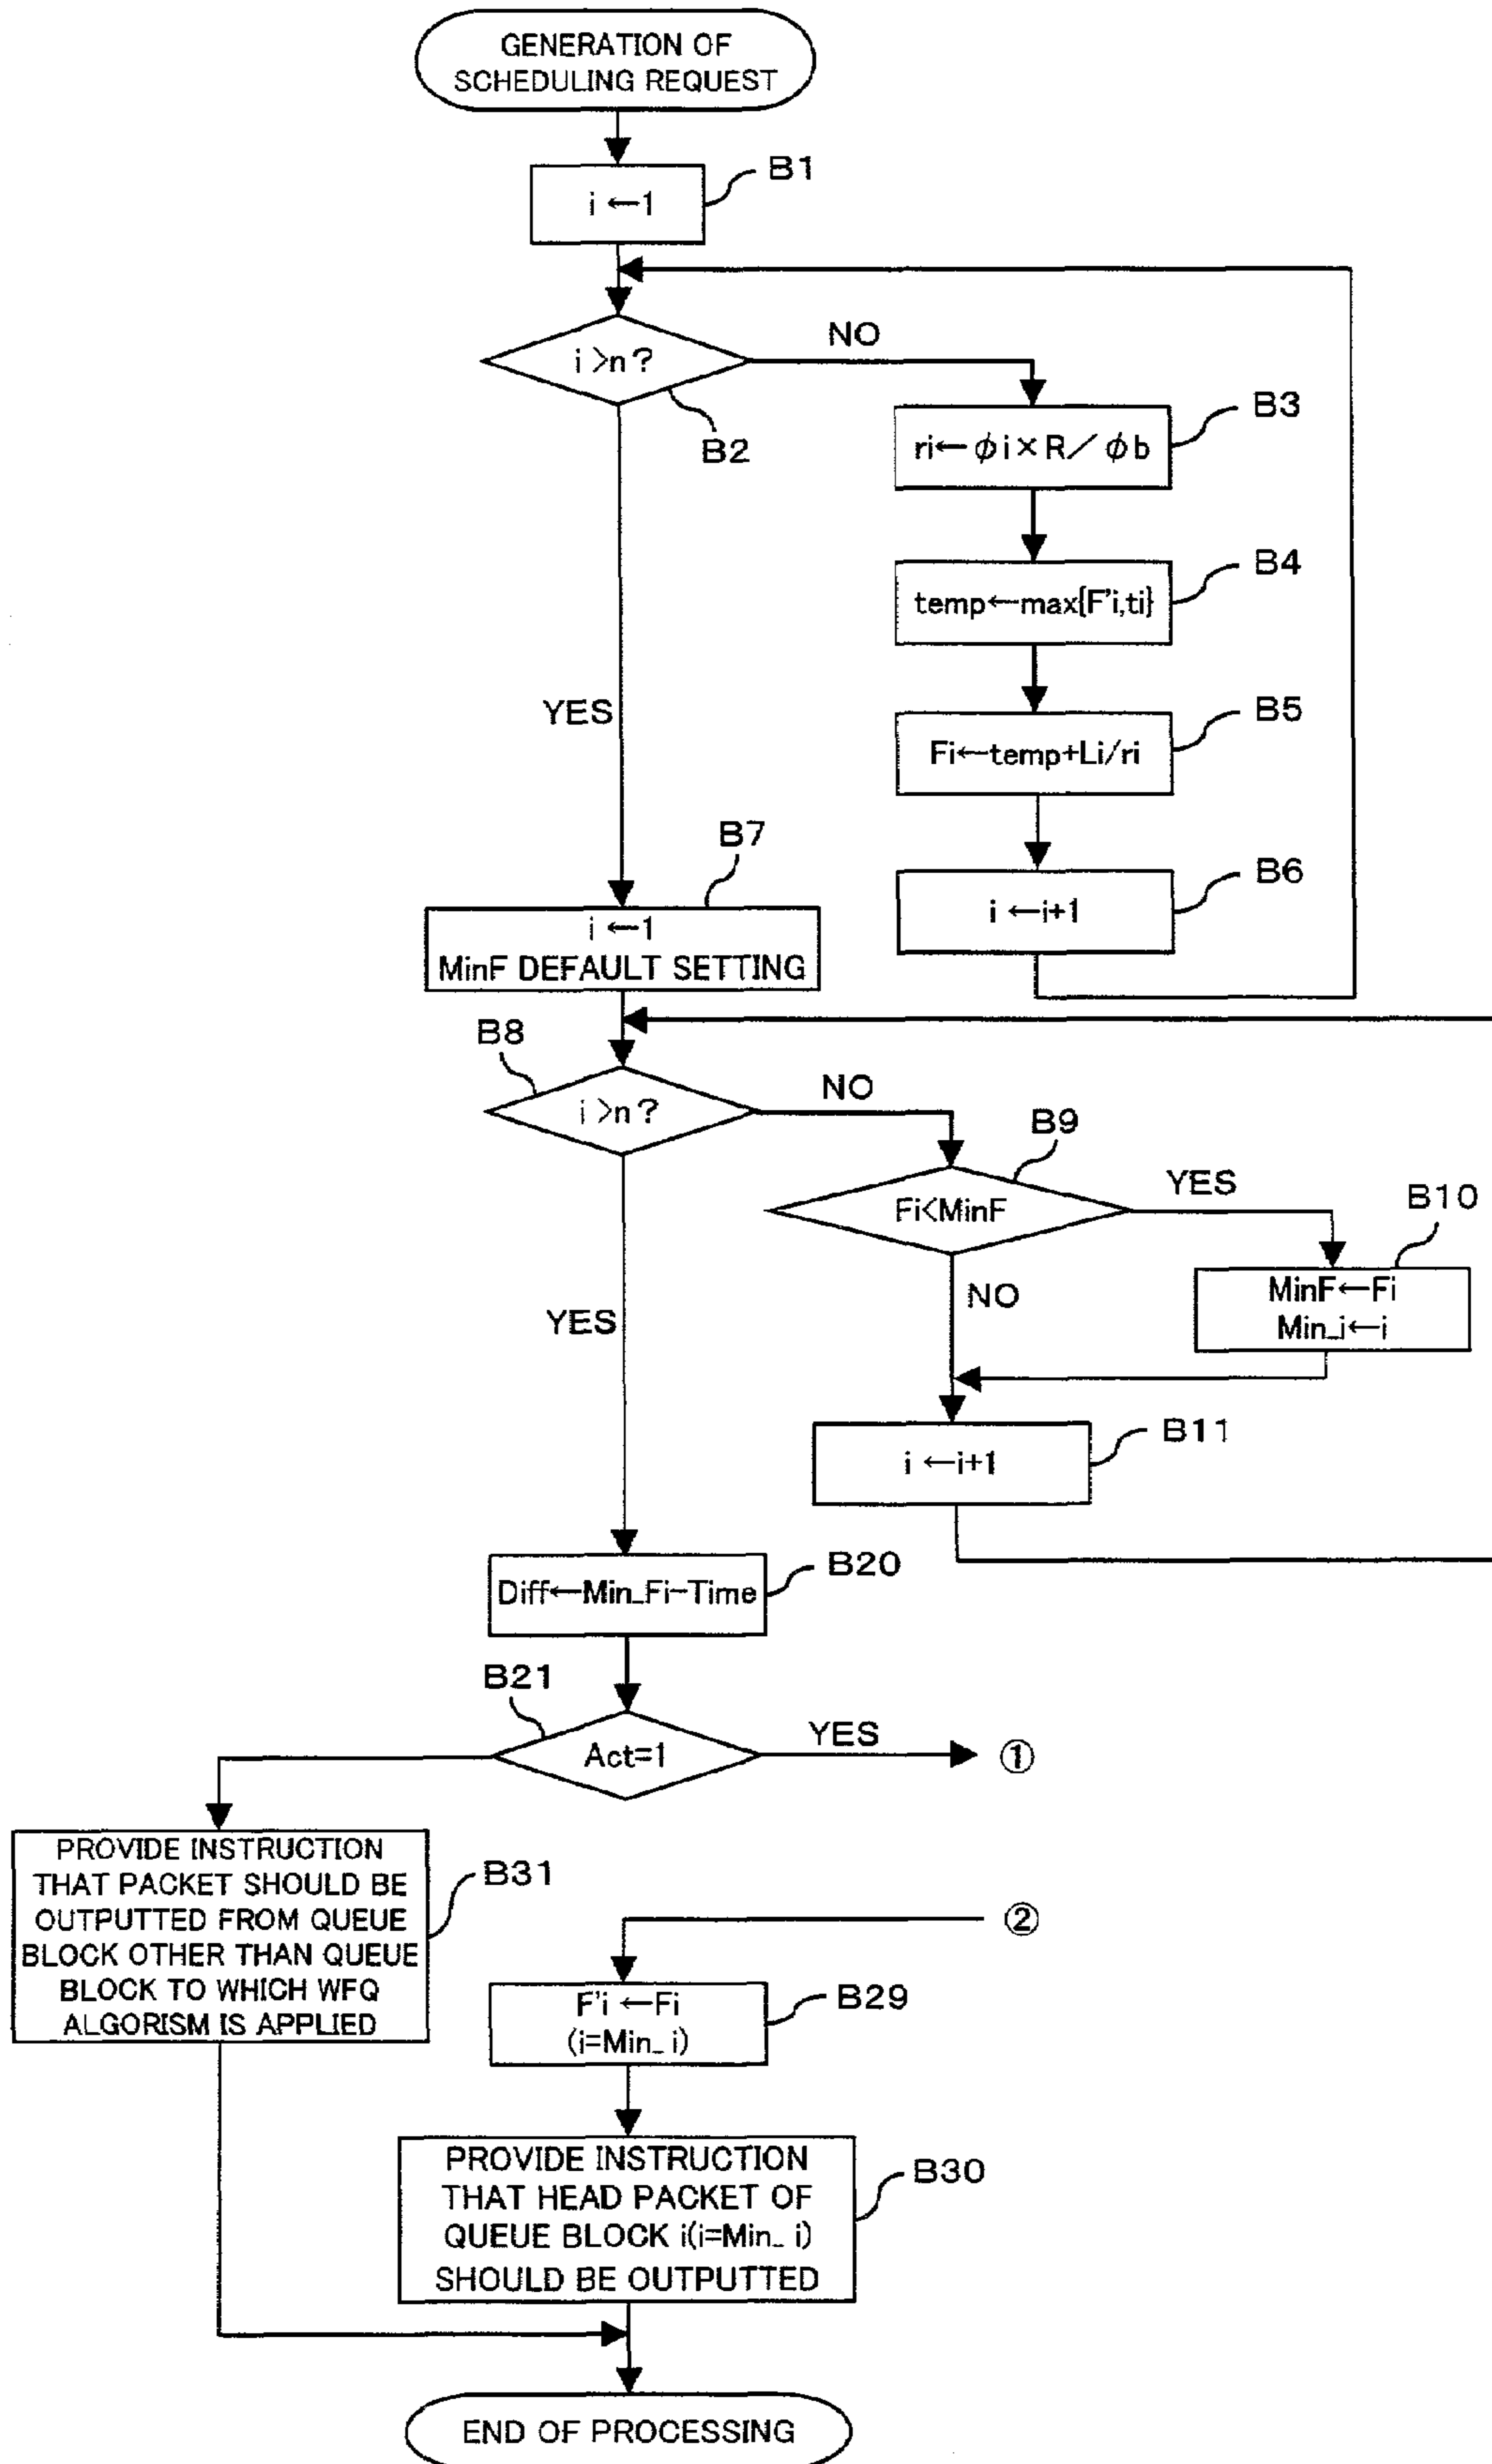 GENERATION OF
SCHEDULING REQUEST
B1
i ←1
i >n ?
NO
B2
YES
B3
ri← ϕ i × R／ ϕ b
B4
temp←max{F'i,ti}
B5
Fi←temp+Li/ri
B6
i ←i+1
B7
i ←1
MinF DEFAULT SETTING
B8
i >n ?
NO
YES
B9
Fi<MinF
YES
NO
B10
MinF←Fi
Min_i←i
B11
i ←i+1
B20
Diff←Min_Fi-Time
B21
Act=1
YES
①
PROVIDE INSTRUCTION
THAT PACKET SHOULD BE
OUTPUTTED FROM QUEUE
BLOCK OTHER THAN QUEUE
BLOCK TO WHICH WFQ
ALGORISM IS APPLIED
B31
②
F'i ←Fi
(i=Min_ i)
B29
PROVIDE INSTRUCTION
THAT HEAD PACKET OF
QUEUE BLOCK i(i=Min_ i)
SHOULD BE OUTPUTTED
B30
END OF PROCESSING